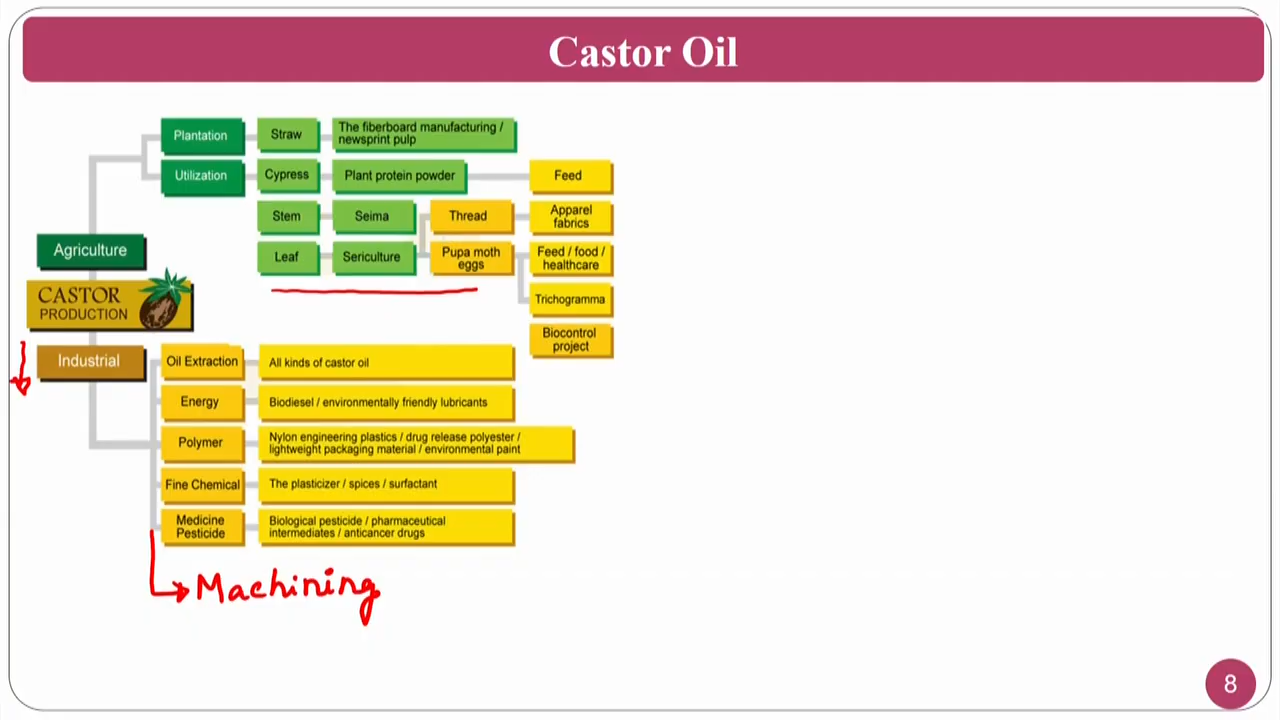 Castor Oil
Plantation
Straw
The fiberboard manufacturing /
newsprint pulp
Utilization
Cypress
Plant protein powder
Feed
Stem
Seima
Thread
Apparel
fabrics
Agriculture
Leaf
Sericulture
Pupa moth
eggs
Feed / food /
healthcare
CASTOR
PRODUCTION
Trichogramma
Biocontrol
project
Industrial
Oil Extraction
All kinds of castor oil
Energy
Biodiesel / environmentally friendly lubricants
Polymer
Nylon engineering plastics / drug release polyester /
lightweight packaging material / environmental paint
Fine Chemical
The plasticizer / spices / surfactant
Medicine
Pesticide
Biological pesticide / pharmaceutical
intermediates / anticancer drugs
Machining
8